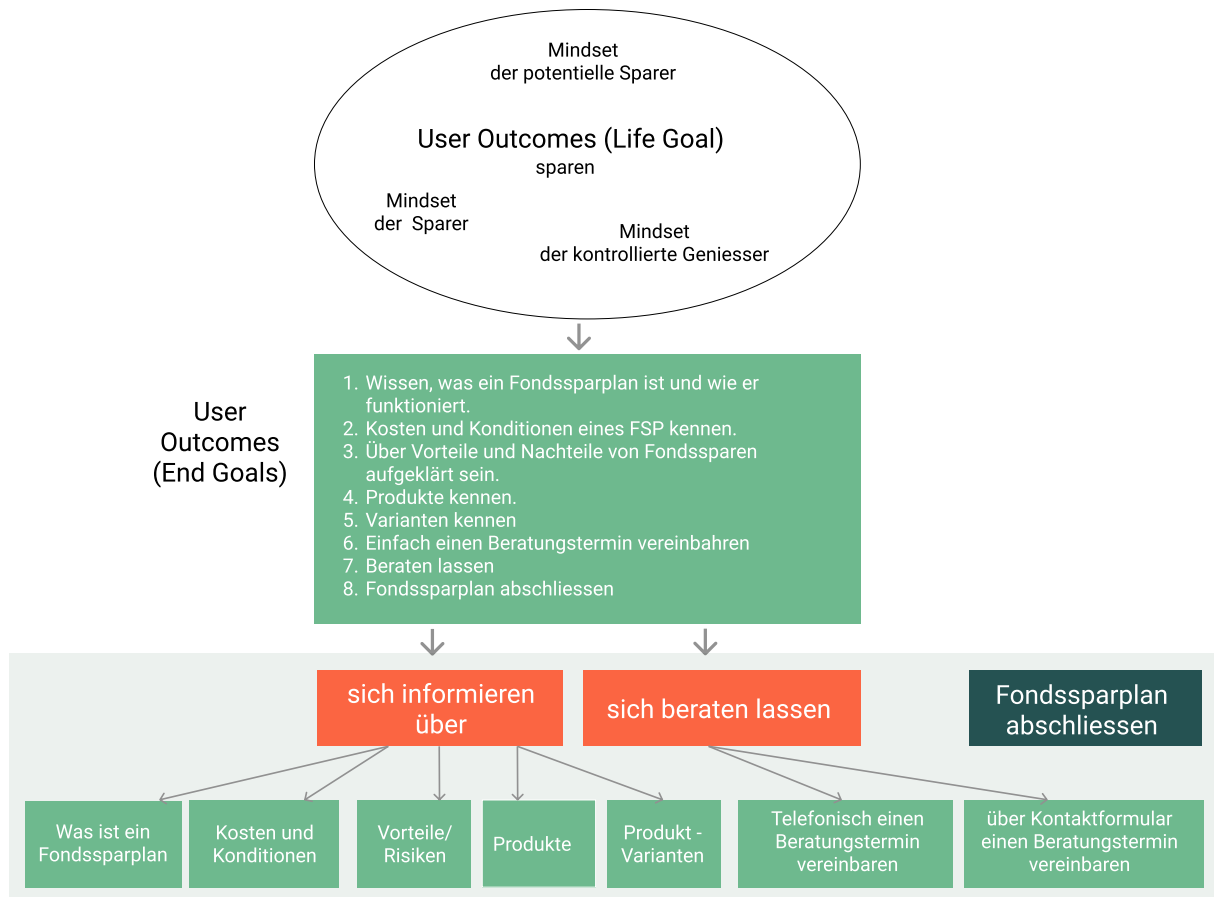 Mindset
der potentielle Sparer
User Outcomes (Life Goal)
sparen
Mindset
der Sparer
Mindset
der kontrollierte Geniesser
User
Outcomes
(End Goals)
1. Wissen, was ein Fondssparplan ist und wie er
funktioniert.
2. Kosten und Konditionen eines FSP kennen.
3. Über Vorteile und Nachteile von Fondssparen
aufgeklärt sein.
4. Produkte kennen.
5. Varianten kennen
6. Einfach einen Beratungstermin vereinbahren
7. Beraten lassen
8. Fondssparplan abschliessen
sich informieren
über
sich beraten lassen
Fondssparplan
abschliessen
Was ist ein
Fondssparplan
Kosten und
Konditionen
Vorteile/
Risiken
Produkte
Produkt -
Varianten
Telefonisch einen
Beratungstermin
vereinbaren
über Kontaktformular
einen Beratungstermin
vereinbaren